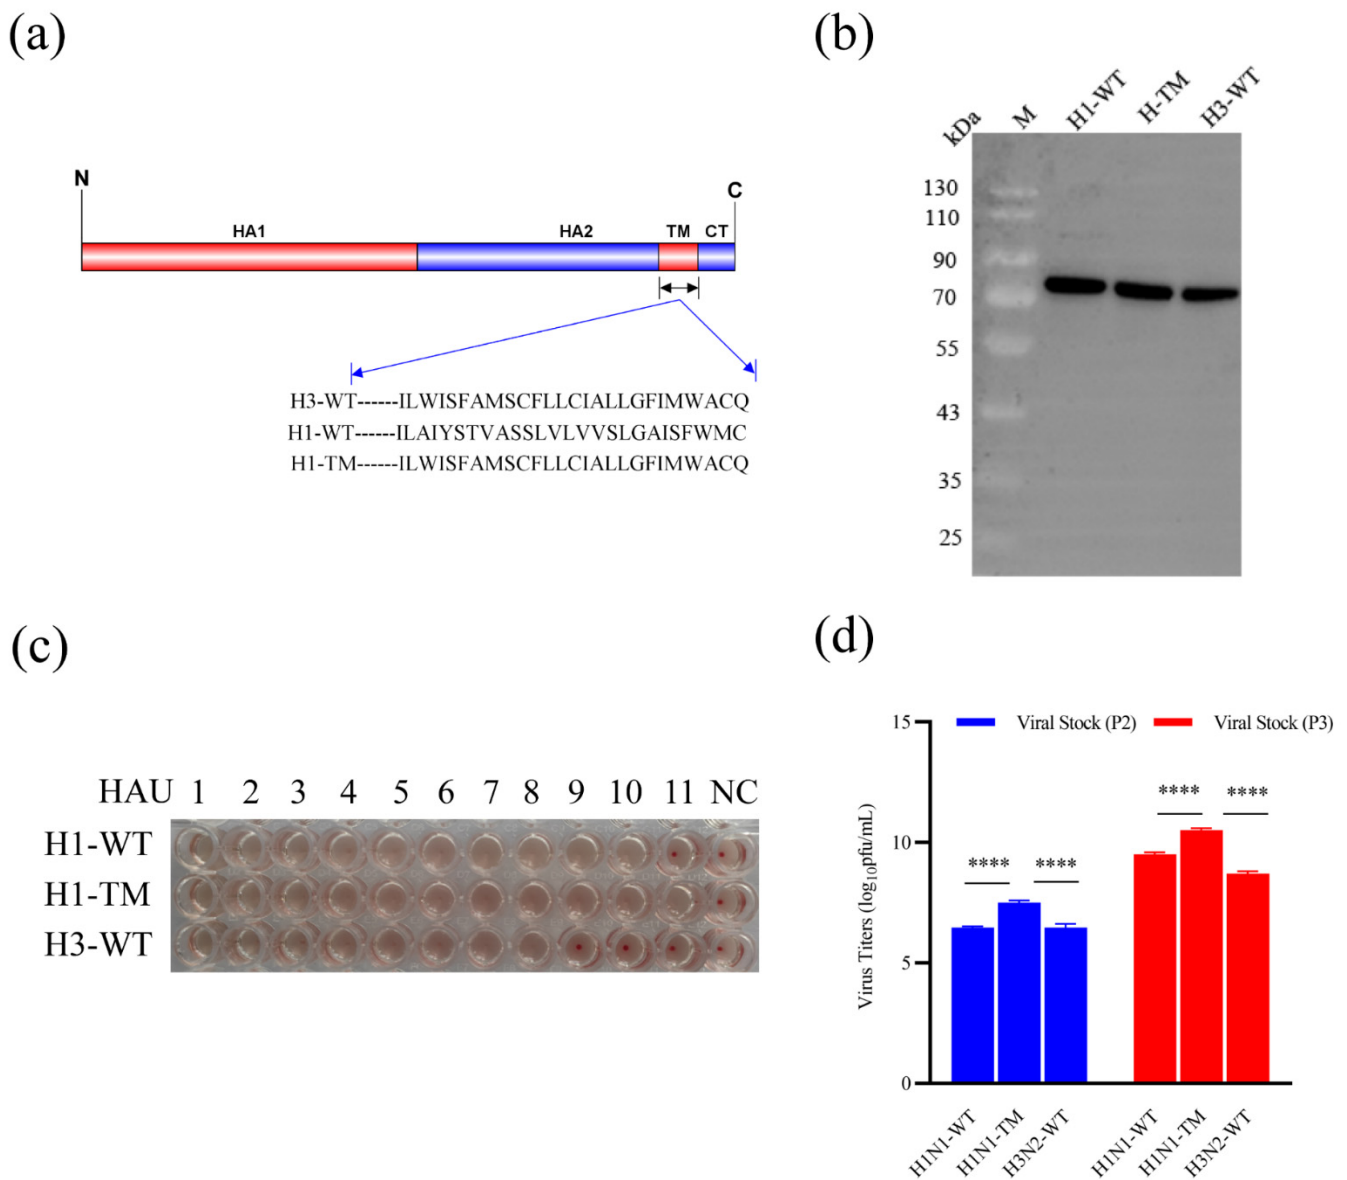 (a)
N
C
HA1 HA2 TM CT
H3-WT------ILWISFAMSCFLLCIALLGFIMWACQ
H1-WT------ILAIYSTVASSLVLVVSLGAISFWMC
H1-TM------ILWISFAMSCFLLCIALLGFIMWACQ
(b)
kDa M H1-WT H-TM H3-WT
130
110
90
70
55
43
35
25
(c)
HAU 1 2 3 4 5 6 7 8 9 10 11 NC
H1-WT
H1-TM
H3-WT
(d)
Viral Stock (P2) Viral Stock (P3)
Virus Titers (log10pfu/mL)
15
10
5
0
**** **** **** ****
H1N1-WT H1N1-TM H3N2-WT H1N1-WT H1N1-TM H3N2-WT